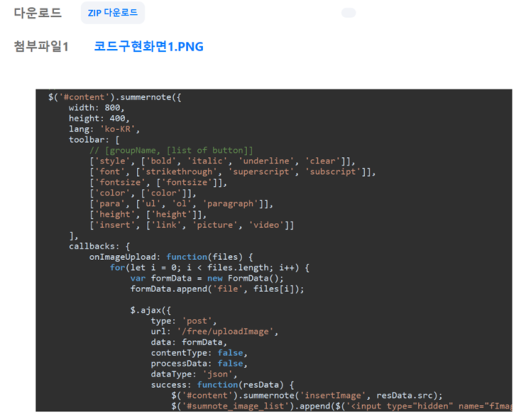 다운로드 ZIP 다운로드
첨부파일1 코드구현화면1.PNG
$('#content').summernote({
width: 800,
height: 400,
lang: 'ko-KR',
toolbar: [
// [groupName, [list of button]]
['style', ['bold', 'italic', 'underline', 'clear']],
['font', ['strikethrough', 'superscript', 'subscript']],
['fontsize', ['fontsize']],
['color', ['color']],
['para', ['ul', 'ol', 'paragraph']],
['height', ['height']],
['insert', ['link', 'picture', 'video']]
],
callbacks: {
onImageUpload: function(files) {
for(let i = 0; i < files.length; i++) {
var formData = new FormData();
formData.append('file', files[i]);
$.ajax({
type: 'post',
url: '/free/uploadImage',
data: formData,
contentType: false,
processData: false,
dataType: 'json',
success: function(resData) {
$('#content').summernote('insertImage', resData.src);
$('#sumnote_image_list').append($('<input type="hidden" name="fIma